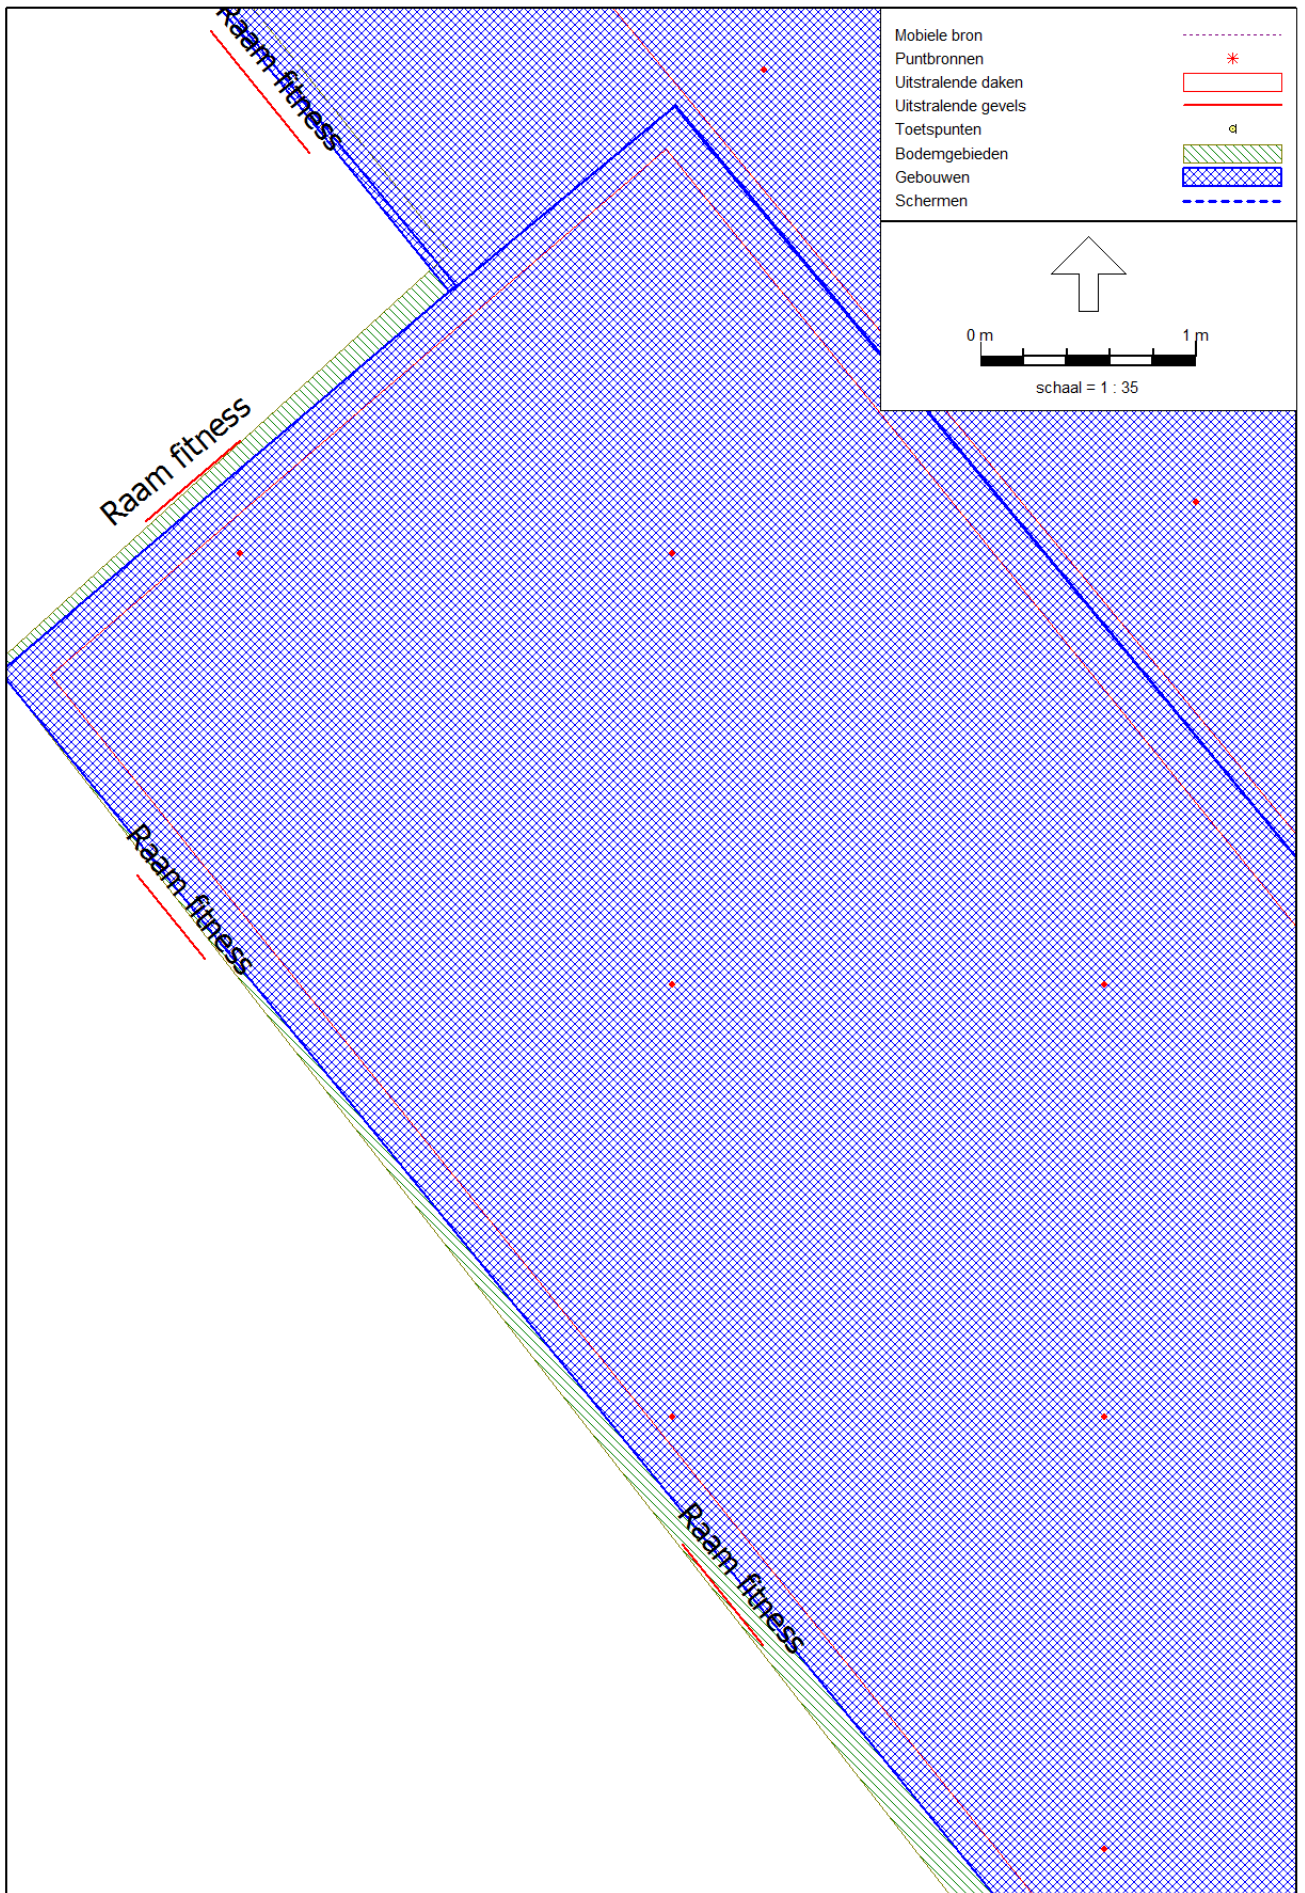 Raam fitness
Mobiele bron
Puntbronnen
Uitstralende daken
Uitstralende gevels
Toetspunten
Bodemgebieden
Gebouwen
Schermen
0 m
1 m
schaal = 1 : 35
Raam fitness
Raam fitness
Raam fitness